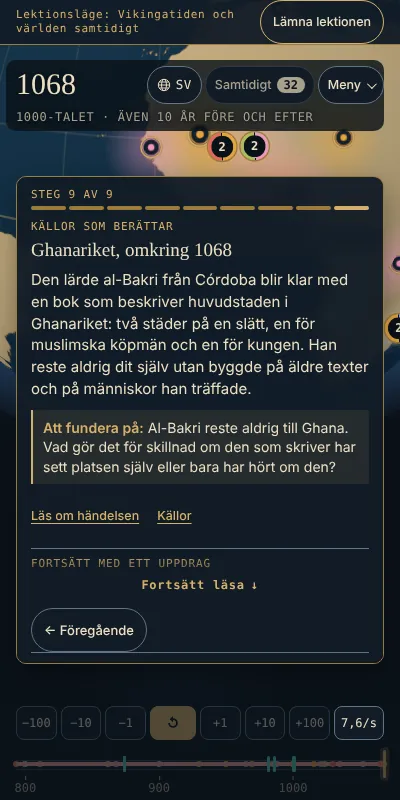 Lektionsläge: Vikingatiden och
världen samtidigt
Lämna lektionen
1068
SV
Samtidigt 32
Meny
1000-TALET · ÄVEN 10 ÅR FÖRE OCH EFTER
2
2
2
STEG 9 AV 9
KÄLLOR SOM BERÄTTAR
Ghanariket, omkring 1068
Den lärde al-Bakri från Córdoba blir klar med
en bok som beskriver huvudstaden i
Ghanariket: två städer på en slätt, en för
muslimska köpmän och en för kungen. Han
reste aldrig dit själv utan byggde på äldre texter
och på människor han träffade.
Att fundera på: Al-Bakri reste aldrig till Ghana.
Vad gör det för skillnad om den som skriver har
sett platsen själv eller bara har hört om den?
Läs om händelsen Källor
FORTSÄTT MED ETT UPPDRAG
Fortsätt läsa ↓
← Föregående
−100 −10 −1 +1 +10 +100 7,6/s
800 900 1000